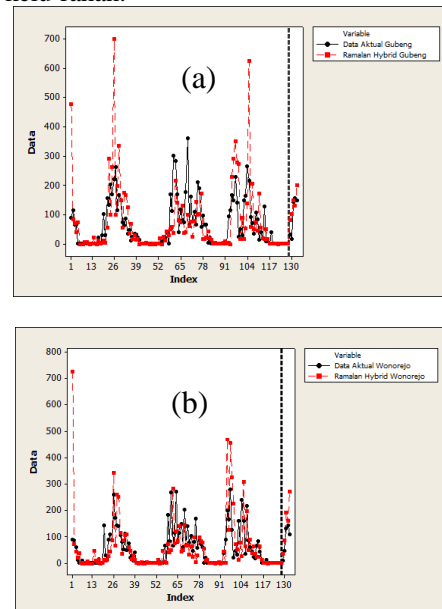 Variable
Data Aktual Gubeng
Ramalan Hybrid Gubeng
(a)
Data
700
600
500
400
300
200
100
0
1 13 26 39 52 65 78 91 104 117 130
Index
Variable
Data Aktual Wonorejo
Ramalan Hybrid Wonorejo
(b)
Data
800
700
600
500
400
300
200
100
0
1 13 26 39 52 65 78 91 104 117 130
Index